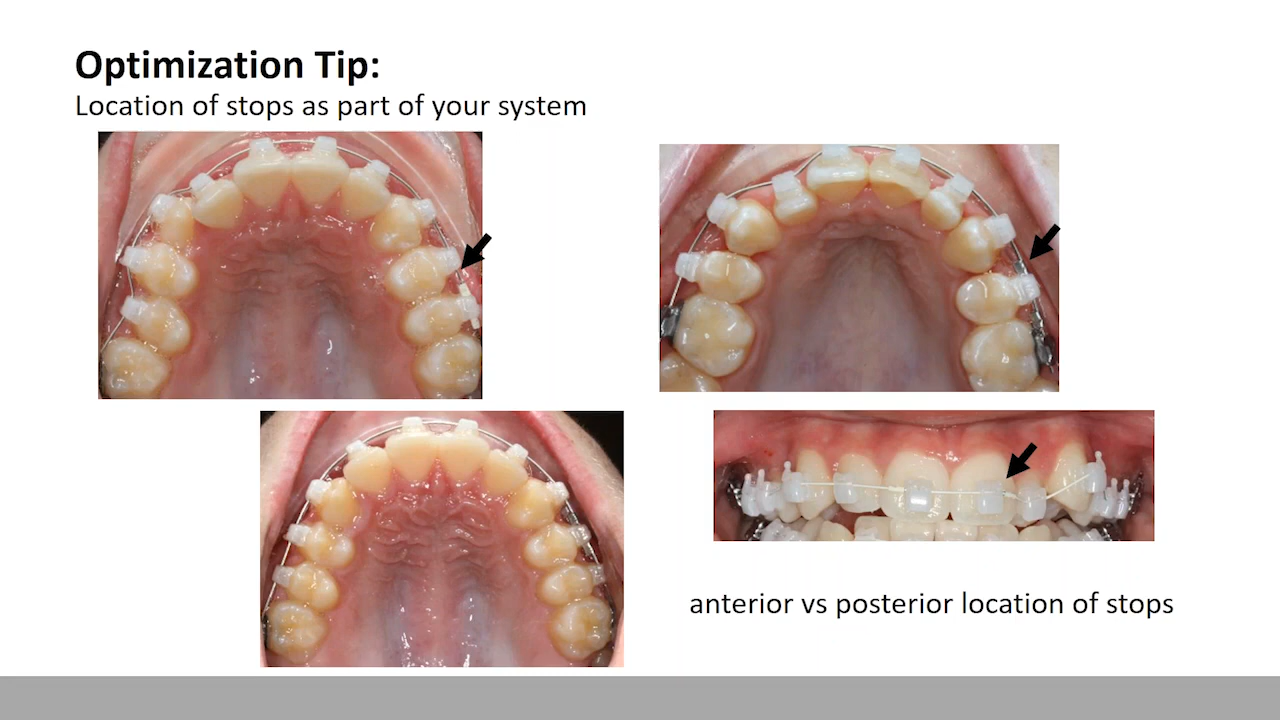 Optimization Tip:
Location of stops as part of your system
anterior vs posterior location of stops